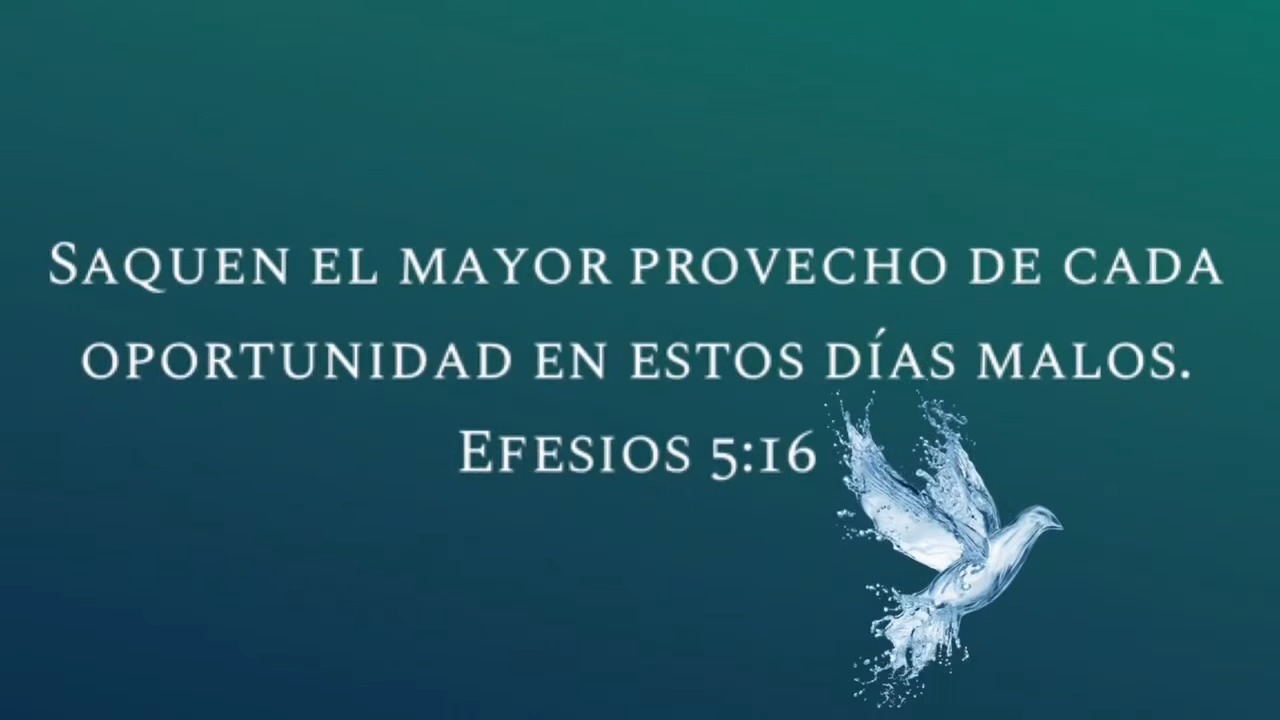 Saquen el mayor provecho de cada
oportunidad en estos días malos.
Efesios 5:16